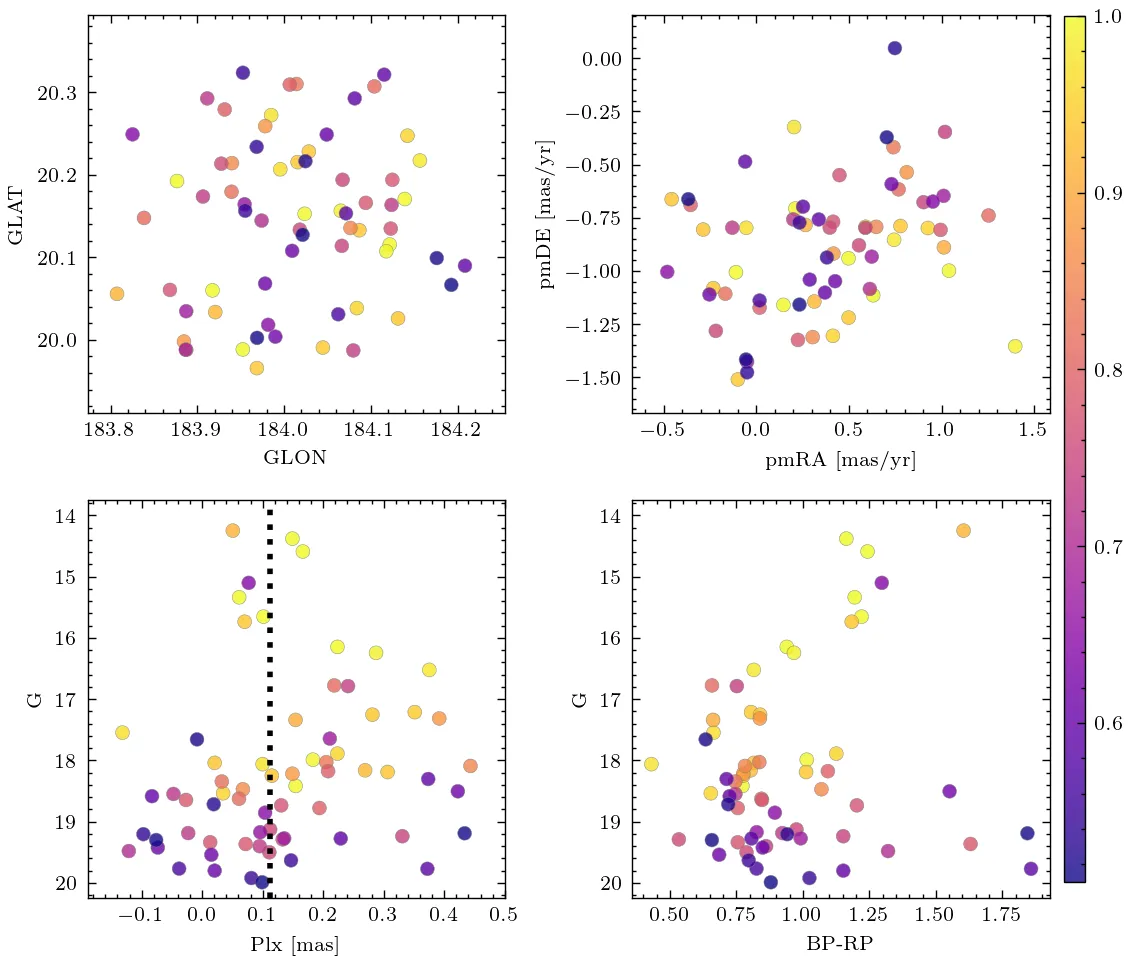 20.3
20.2
20.1
20.0
GLAT
183.8 183.9 184.0 184.1 184.2
GLON
0.00
−0.25
−0.50
−0.75
−1.00
−1.25
−1.50
pmDE [mas/yr]
−0.5 0.0 0.5 1.0 1.5
pmRA [mas/yr]
1.0
0.9
0.8
0.7
0.6
14
15
16
17
18
19
20
G
−0.1 0.0 0.1 0.2 0.3 0.4 0.5
Plx [mas]
14
15
16
17
18
19
20
G
0.50 0.75 1.00 1.25 1.50 1.75
BP-RP